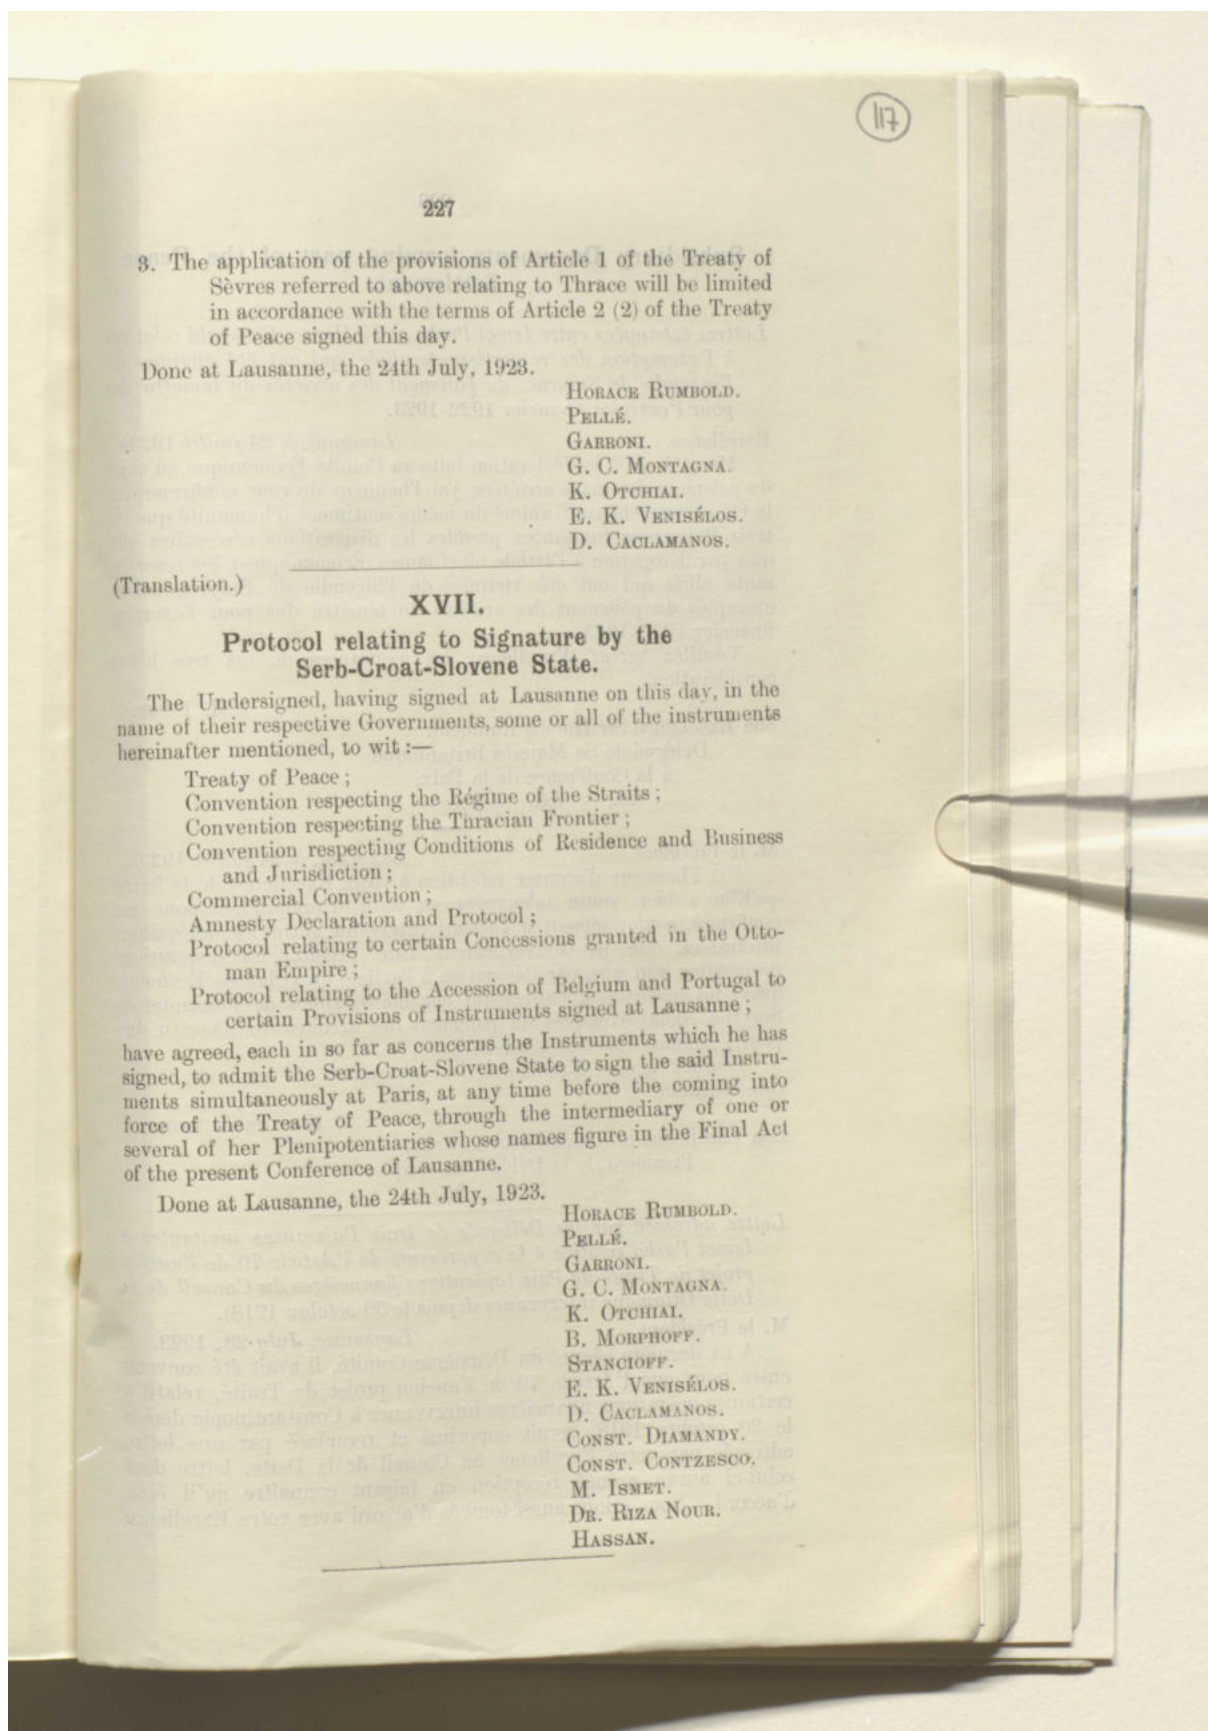 117
227
3. The application of the provisions of Article 1 of the Treaty of
Sèvres referred to above relating to Thrace will be limited
in accordance with the terms of Article 2 (2) of the Treaty
of Peace signed this day.
Done at Lausanne, the 24th July, 1923.
HORACE RUMBOLD.
PELLÉ.
GARRONI.
G. C. MONTAGNA.
K. OTCHIAI.
E. K. VENISÉLOS.
D. CACLAMANOS.
(Translation.)
XVII.
Protocol relating to Signature by the
Serb-Croat-Slovene State.
The Undersigned, having signed at Lausanne on this day, in the
name of their respective Governments, some or all of the instruments
hereinafter mentioned, to wit :—
Treaty of Peace ;
Convention respecting the Régime of the Straits ;
Convention respecting the Thracian Frontier ;
Convention respecting Conditions of Residence and Business
and Jurisdiction ;
Commercial Convention ;
Amnesty Declaration and Protocol ;
Protocol relating to certain Concessions granted in the Otto-
man Empire ;
Protocol relating to the Accession of Belgium and Portugal to
certain Provisions of Instruments signed at Lausanne ;
have agreed, each in so far as concerns the Instruments which he has
signed, to admit the Serb-Croat-Slovene State to sign the said Instru-
ments simultaneously at Paris, at any time before the coming into
force of the Treaty of Peace, through the intermediary of one or
several of her Plenipotentiaries whose names figure in the Final Act
of the present Conference of Lausanne.
Done at Lausanne, the 24th July, 1923.
HORACE RUMBOLD.
PELLÉ.
GARRONI.
G. C. MONTAGNA.
K. OTCHIAI.
B. MORPHOFF.
STANCIOFF.
E. K. VENISÉLOS.
D. CACLAMANOS.
CONST. DIAMANDY.
CONST. CONTZESCO.
M. ISMET.
DR. RIZA NOUR.
HASSAN.